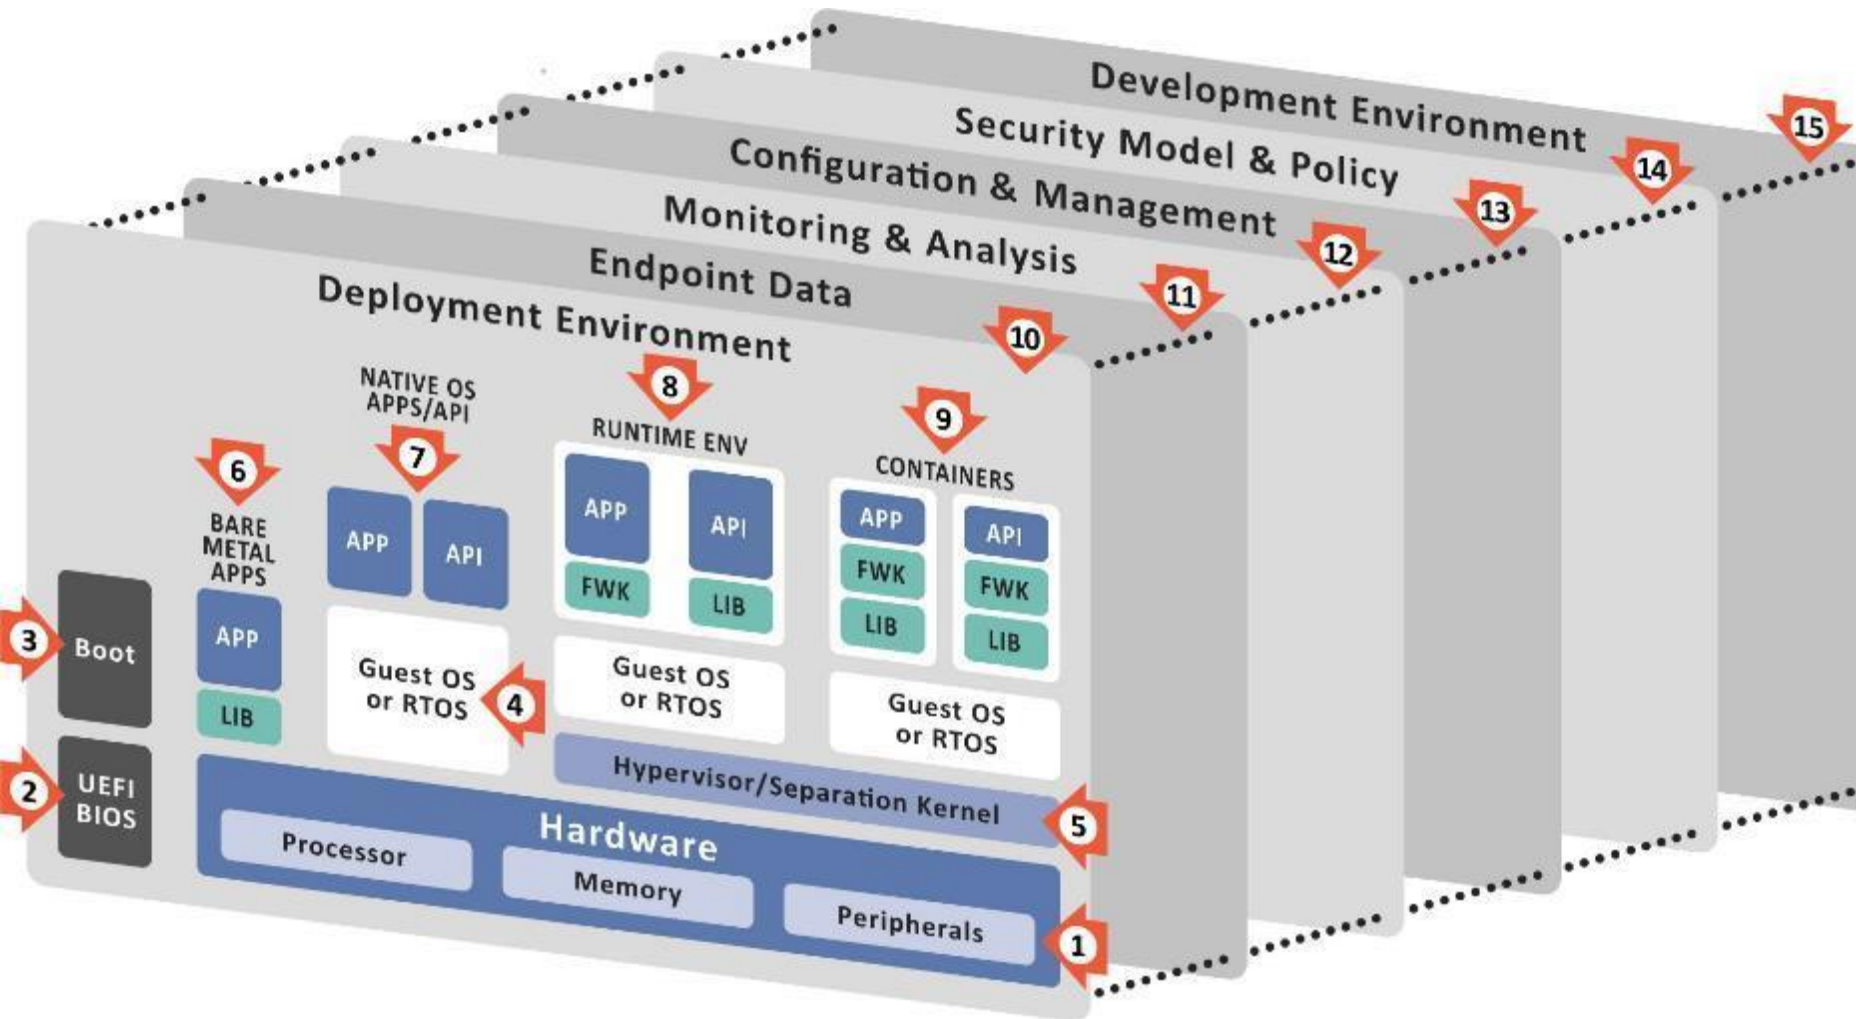 Development Environment
15
Security Model & Policy
14
Configuration & Management
13
Monitoring & Analysis
12
Endpoint Data
11
Deployment Environment
10
NATIVE OS
APPS/API
7
8
RUNTIME ENV
9
CONTAINERS
6
BARE
METAL
APPS
APP
API
APP
API
FWK
LIB
APP
FWK
LIB
API
FWK
LIB
3
Boot
APP
LIB
Guest OS
or RTOS
4
Guest OS
or RTOS
Guest OS
or RTOS
2
UEFI
BIOS
Hypervisor/Separation Kernel
5
Hardware
Processor
Memory
Peripherals
1